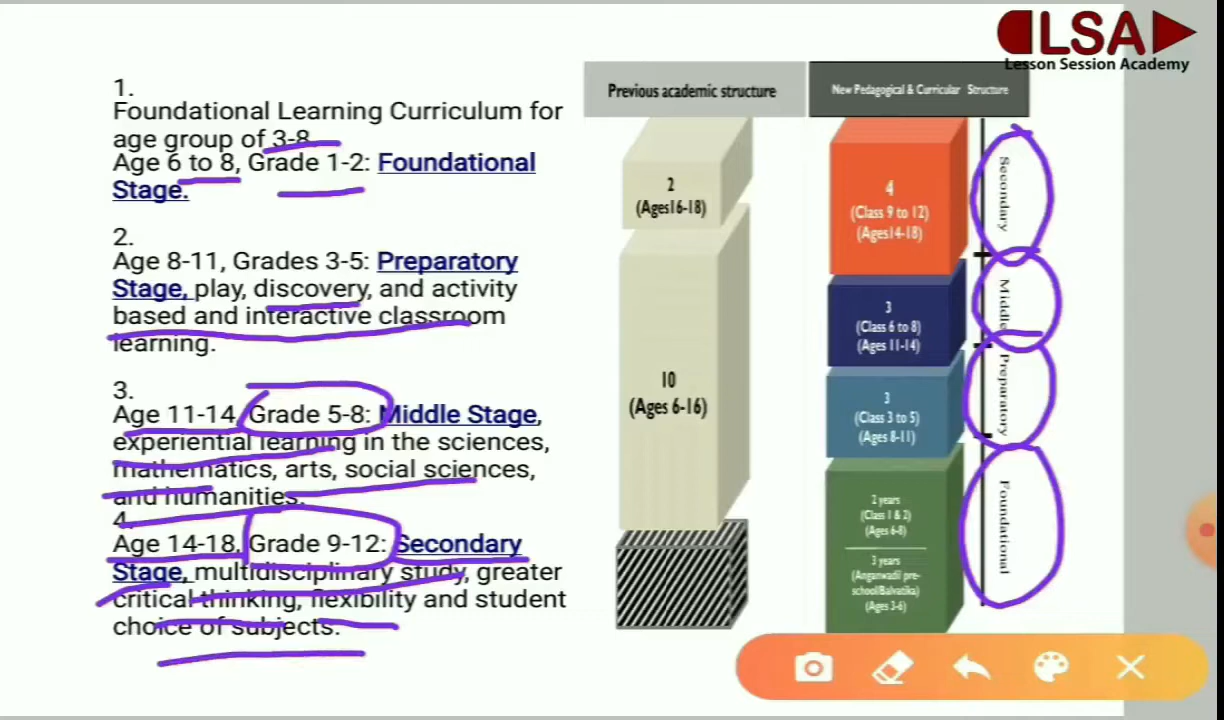 LSA
Lesson Session Academy
1.
Foundational Learning Curriculum for
age group of 3-8
Age 6 to 8, Grade 1-2: Foundational
Stage.
2.
Age 8-11, Grades 3-5: Preparatory
Stage, play, discovery, and activity
based and interactive classroom
learning.
3.
Age 11-14, Grade 5-8: Middle Stage,
experiential learning in the sciences,
mathematics, arts, social sciences,
and humanities.
4.
Age 14-18, Grade 9-12: Secondary
Stage, multidisciplinary study, greater
critical thinking, flexibility and student
choice of subjects.
Previous academic structure
2
(Ages16-18)
10
(Ages 6-16)
New Pedagogical & Curricular Structure
4
(Class 9 to 12)
(Ages14-18)
Secondary
3
(Class 6 to 8)
(Ages 11-14)
Middle
3
(Class 3 to 5)
(Ages 8-11)
Preparatory
2 years
(Class 1 & 2)
(Ages 6-8)
3 years
(Anganwadi/ pre-
school/Balvatika)
(Ages 3-6)
Foundational